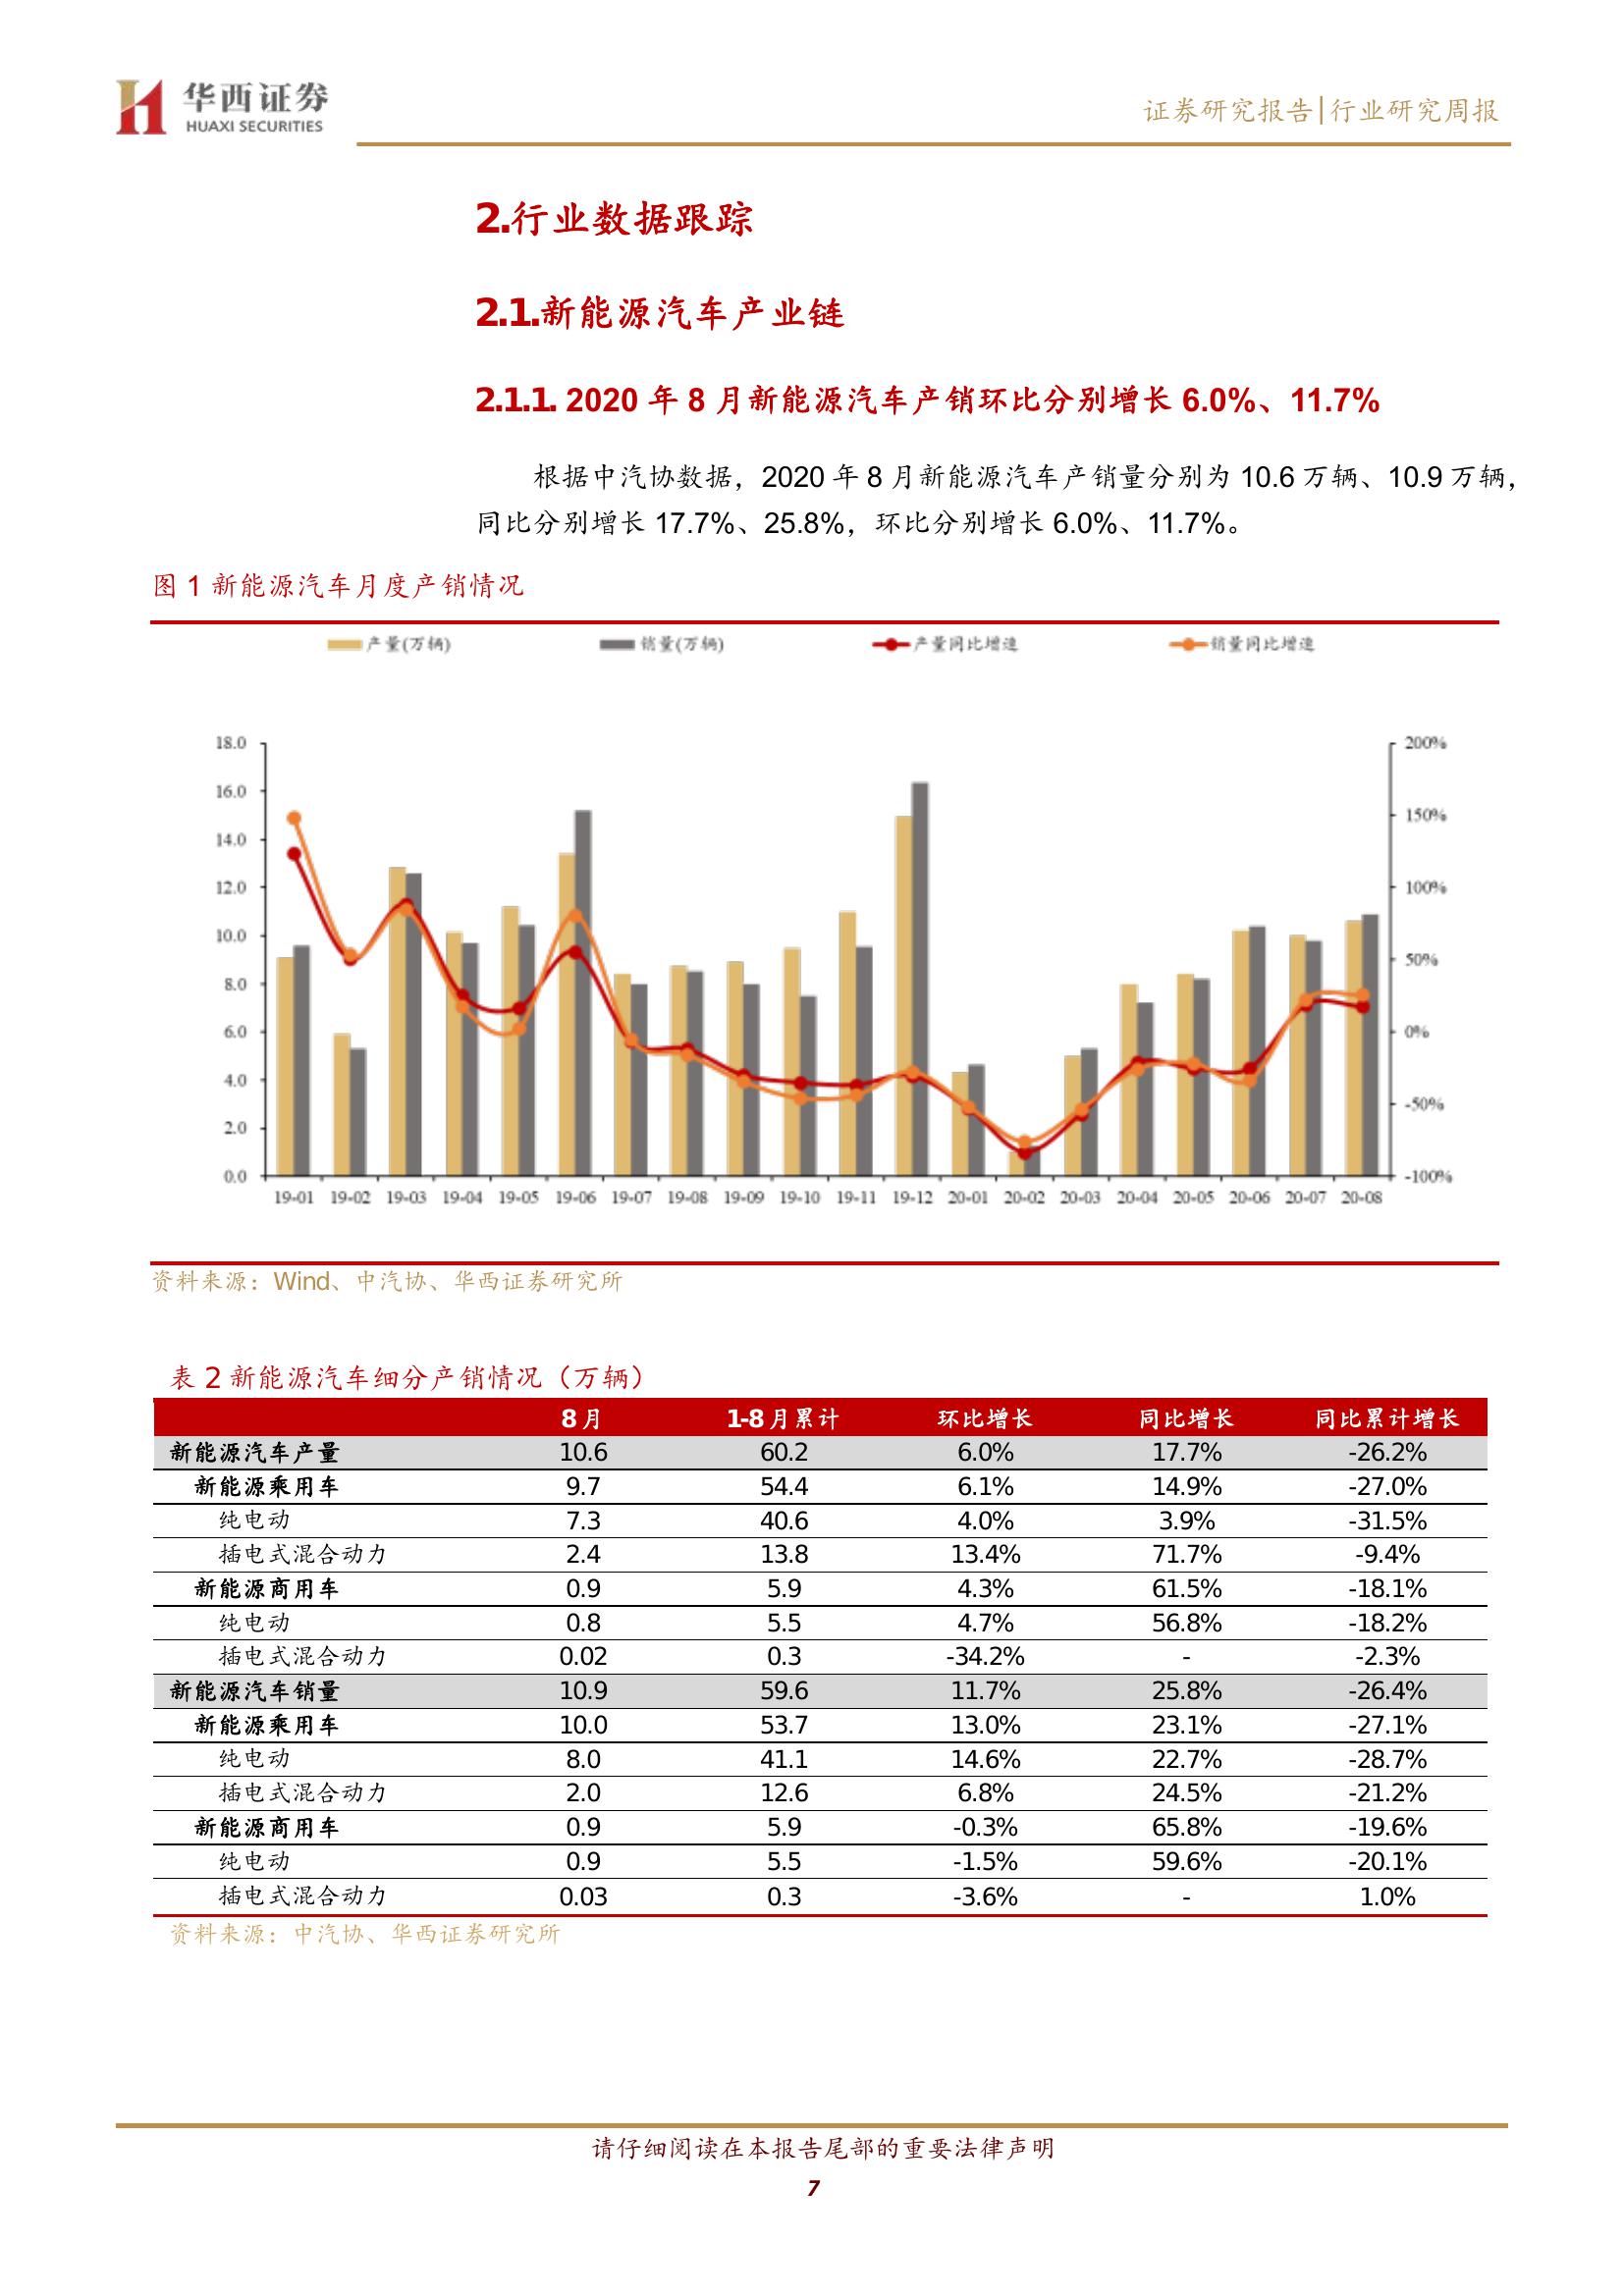 华西证券
HUAXI SECURITIES
证券研究报告|行业研究周报
2.行业数据跟踪
2.1.新能源汽车产业链
2.1.1. 2020 年 8 月新能源汽车产销环比分别增长 6.0%、11.7%
根据中汽协数据，2020 年 8 月新能源汽车产销量分别为 10.6 万辆、10.9 万辆，
同比分别增长 17.7%、25.8%，环比分别增长 6.0%、11.7%。
图 1 新能源汽车月度产销情况
产量(万辆) 销量(万辆) 产量同比增速 销量同比增速
18.0 200%
16.0
150%
14.0
12.0 100%
10.0
50%
8.0
6.0 0%
4.0
-50%
2.0
0.0 -100%
19-01 19-02 19-03 19-04 19-05 19-06 19-07 19-08 19-09 19-10 19-11 19-12 20-01 20-02 20-03 20-04 20-05 20-06 20-07 20-08
资料来源：Wind、中汽协、华西证券研究所
表 2 新能源汽车细分产销情况（万辆）
8 月 1-8 月累计 环比增长 同比增长 同比累计增长
新能源汽车产量 10.6 60.2 6.0% 17.7% -26.2%
新能源乘用车 9.7 54.4 6.1% 14.9% -27.0%
纯电动 7.3 40.6 4.0% 3.9% -31.5%
插电式混合动力 2.4 13.8 13.4% 71.7% -9.4%
新能源商用车 0.9 5.9 4.3% 61.5% -18.1%
纯电动 0.8 5.5 4.7% 56.8% -18.2%
插电式混合动力 0.02 0.3 -34.2% - -2.3%
新能源汽车销量 10.9 59.6 11.7% 25.8% -26.4%
新能源乘用车 10.0 53.7 13.0% 23.1% -27.1%
纯电动 8.0 41.1 14.6% 22.7% -28.7%
插电式混合动力 2.0 12.6 6.8% 24.5% -21.2%
新能源商用车 0.9 5.9 -0.3% 65.8% -19.6%
纯电动 0.9 5.5 -1.5% 59.6% -20.1%
插电式混合动力 0.03 0.3 -3.6% - 1.0%
资料来源：中汽协、华西证券研究所
请仔细阅读在本报告尾部的重要法律声明
7